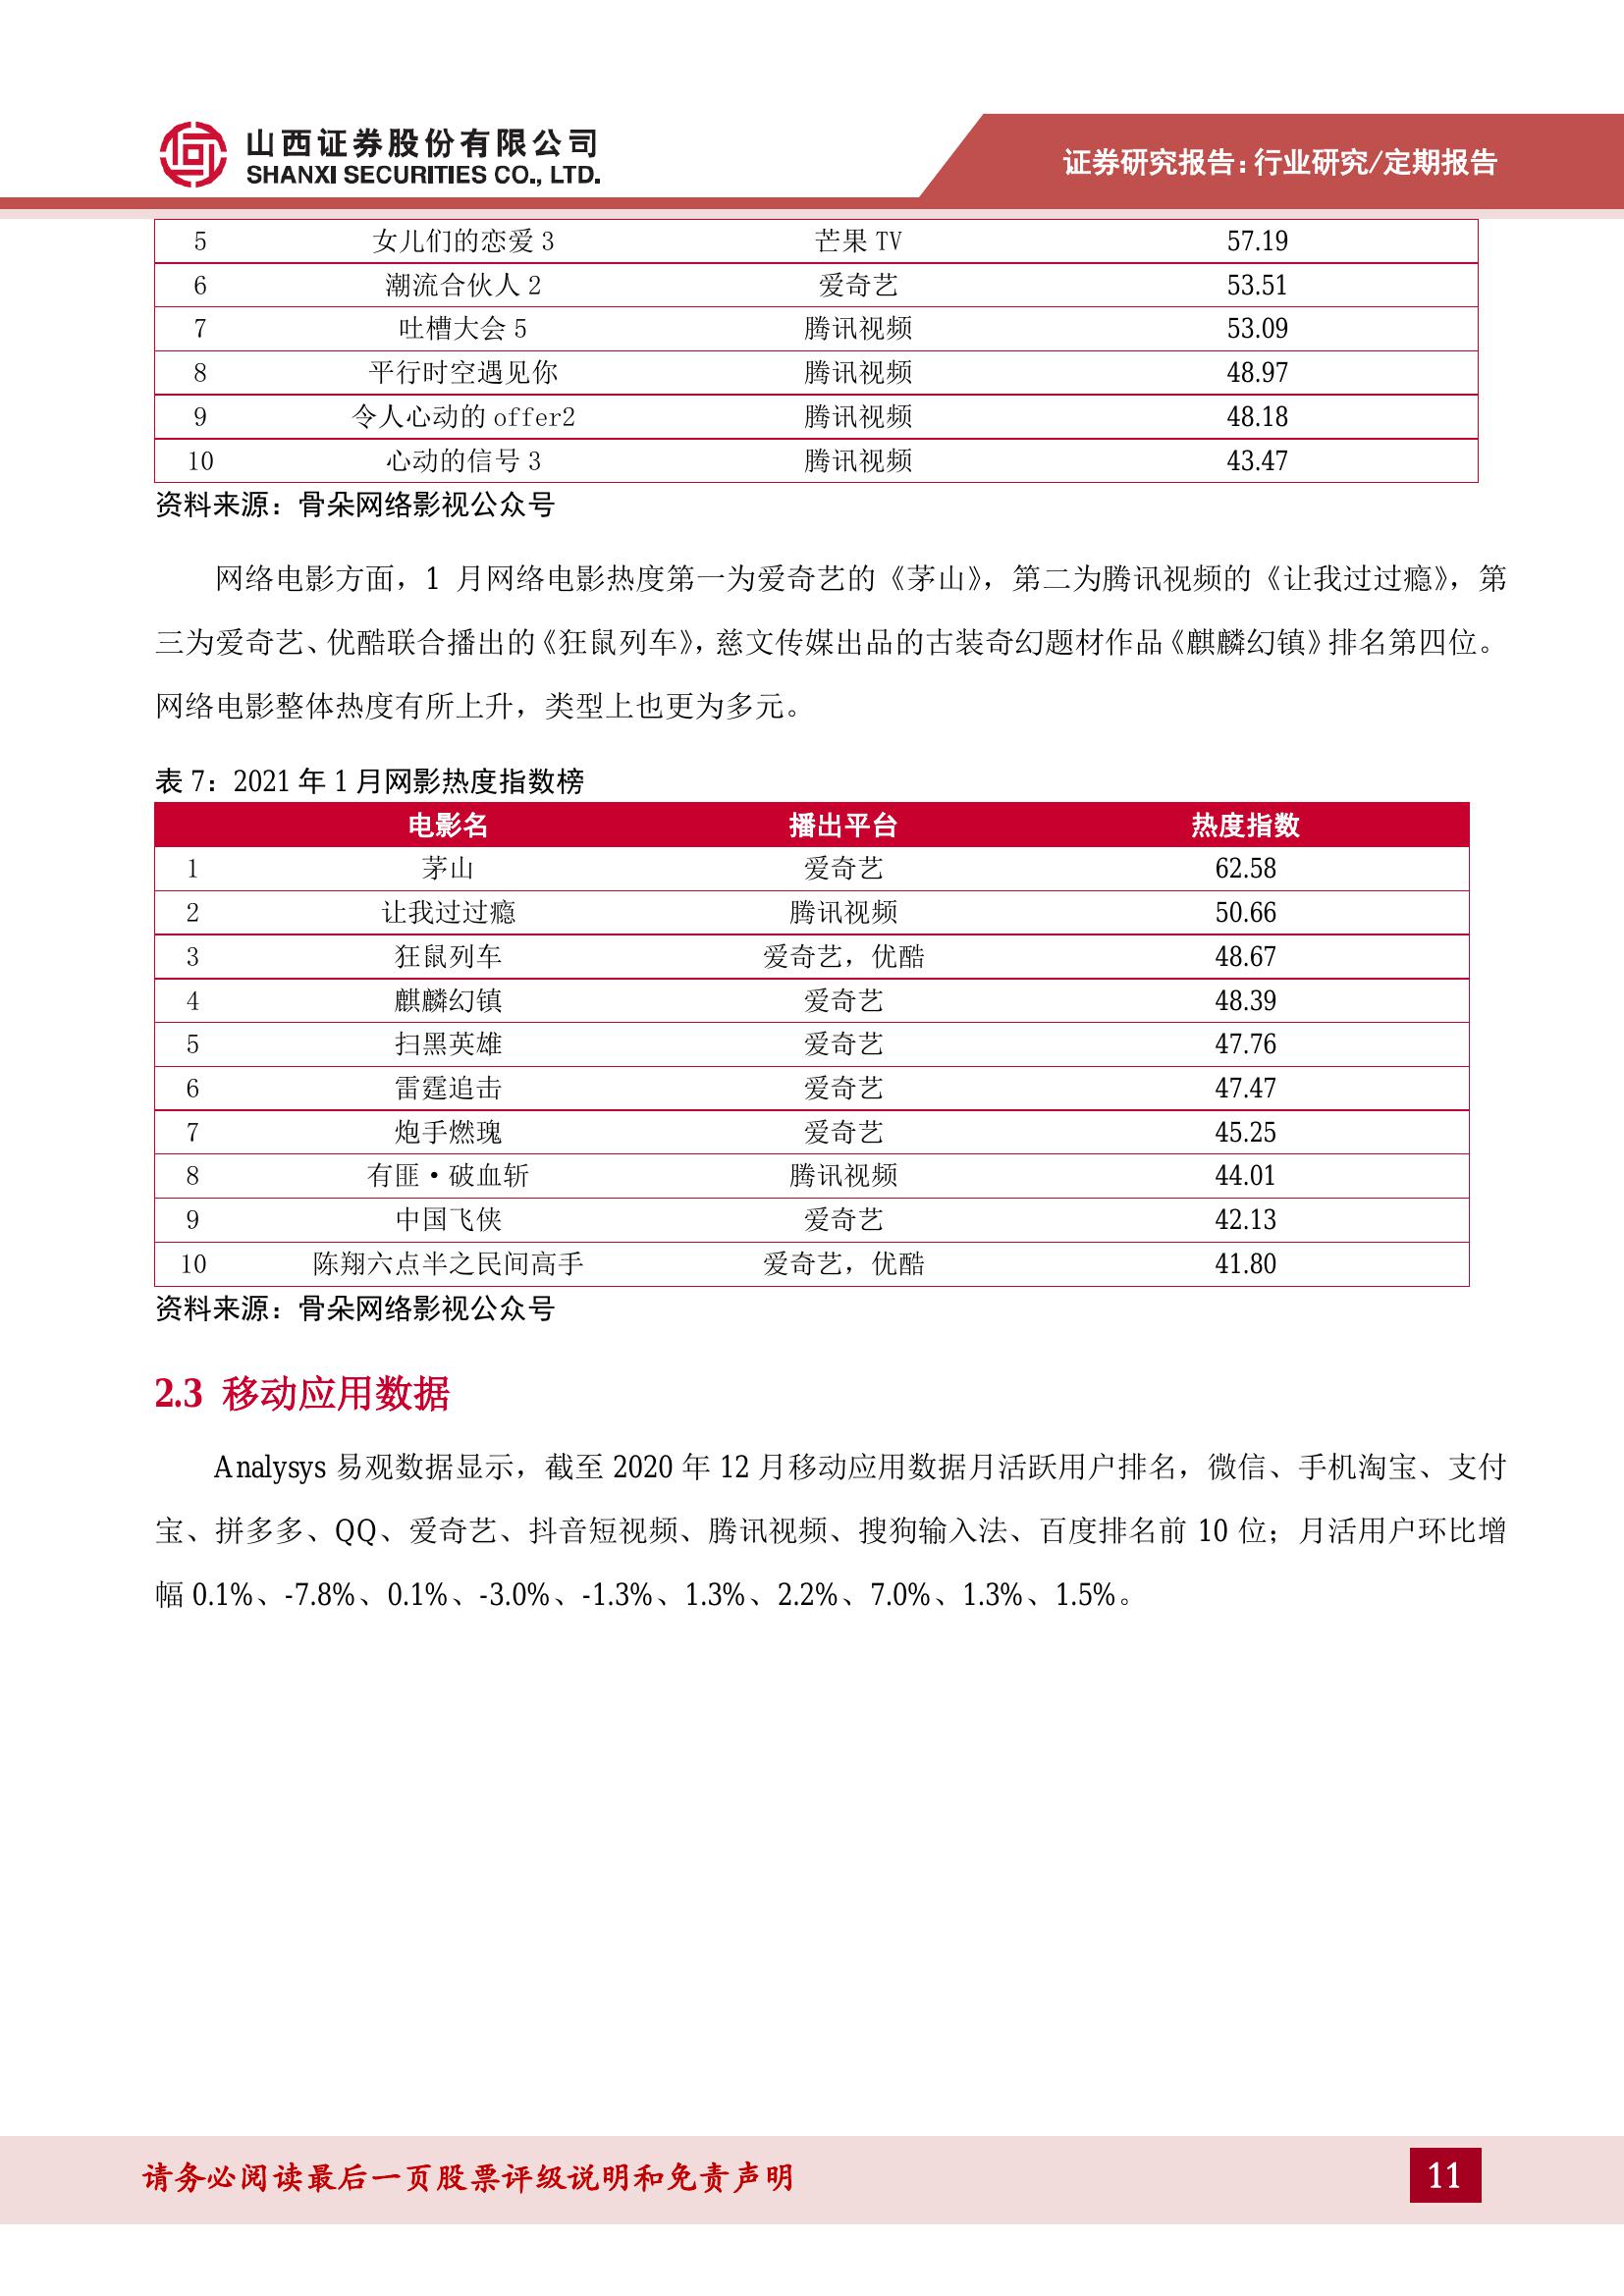 山西证券股份有限公司
SHANXI SECURITIES CO., LTD.
证券研究报告：行业研究/定期报告
5 女儿们的恋爱 3 芒果 TV 57.19
6 潮流合伙人 2 爱奇艺 53.51
7 吐槽大会 5 腾讯视频 53.09
8 平行时空遇见你 腾讯视频 48.97
9 令人心动的 offer2 腾讯视频 48.18
10 心动的信号 3 腾讯视频 43.47
资料来源：骨朵网络影视公众号
网络电影方面，1 月网络电影热度第一为爱奇艺的《茅山》，第二为腾讯视频的《让我过过瘾》，第
三为爱奇艺、优酷联合播出的《狂鼠列车》，慈文传媒出品的古装奇幻题材作品《麒麟幻镇》排名第四位。
网络电影整体热度有所上升，类型上也更为多元。
表 7：2021 年 1 月网影热度指数榜
电影名 播出平台 热度指数
1 茅山 爱奇艺 62.58
2 让我过过瘾 腾讯视频 50.66
3 狂鼠列车 爱奇艺，优酷 48.67
4 麒麟幻镇 爱奇艺 48.39
5 扫黑英雄 爱奇艺 47.76
6 雷霆追击 爱奇艺 47.47
7 炮手燃瑰 爱奇艺 45.25
8 有匪·破血斩 腾讯视频 44.01
9 中国飞侠 爱奇艺 42.13
10 陈翔六点半之民间高手 爱奇艺，优酷 41.80
资料来源：骨朵网络影视公众号
2.3 移动应用数据
Analysys 易观数据显示，截至 2020 年 12 月移动应用数据月活跃用户排名，微信、手机淘宝、支付
宝、拼多多、QQ、爱奇艺、抖音短视频、腾讯视频、搜狗输入法、百度排名前 10 位；月活用户环比增
幅 0.1%、-7.8%、0.1%、-3.0%、-1.3%、1.3%、2.2%、7.0%、1.3%、1.5%。
请务必阅读最后一页股票评级说明和免责声明
11